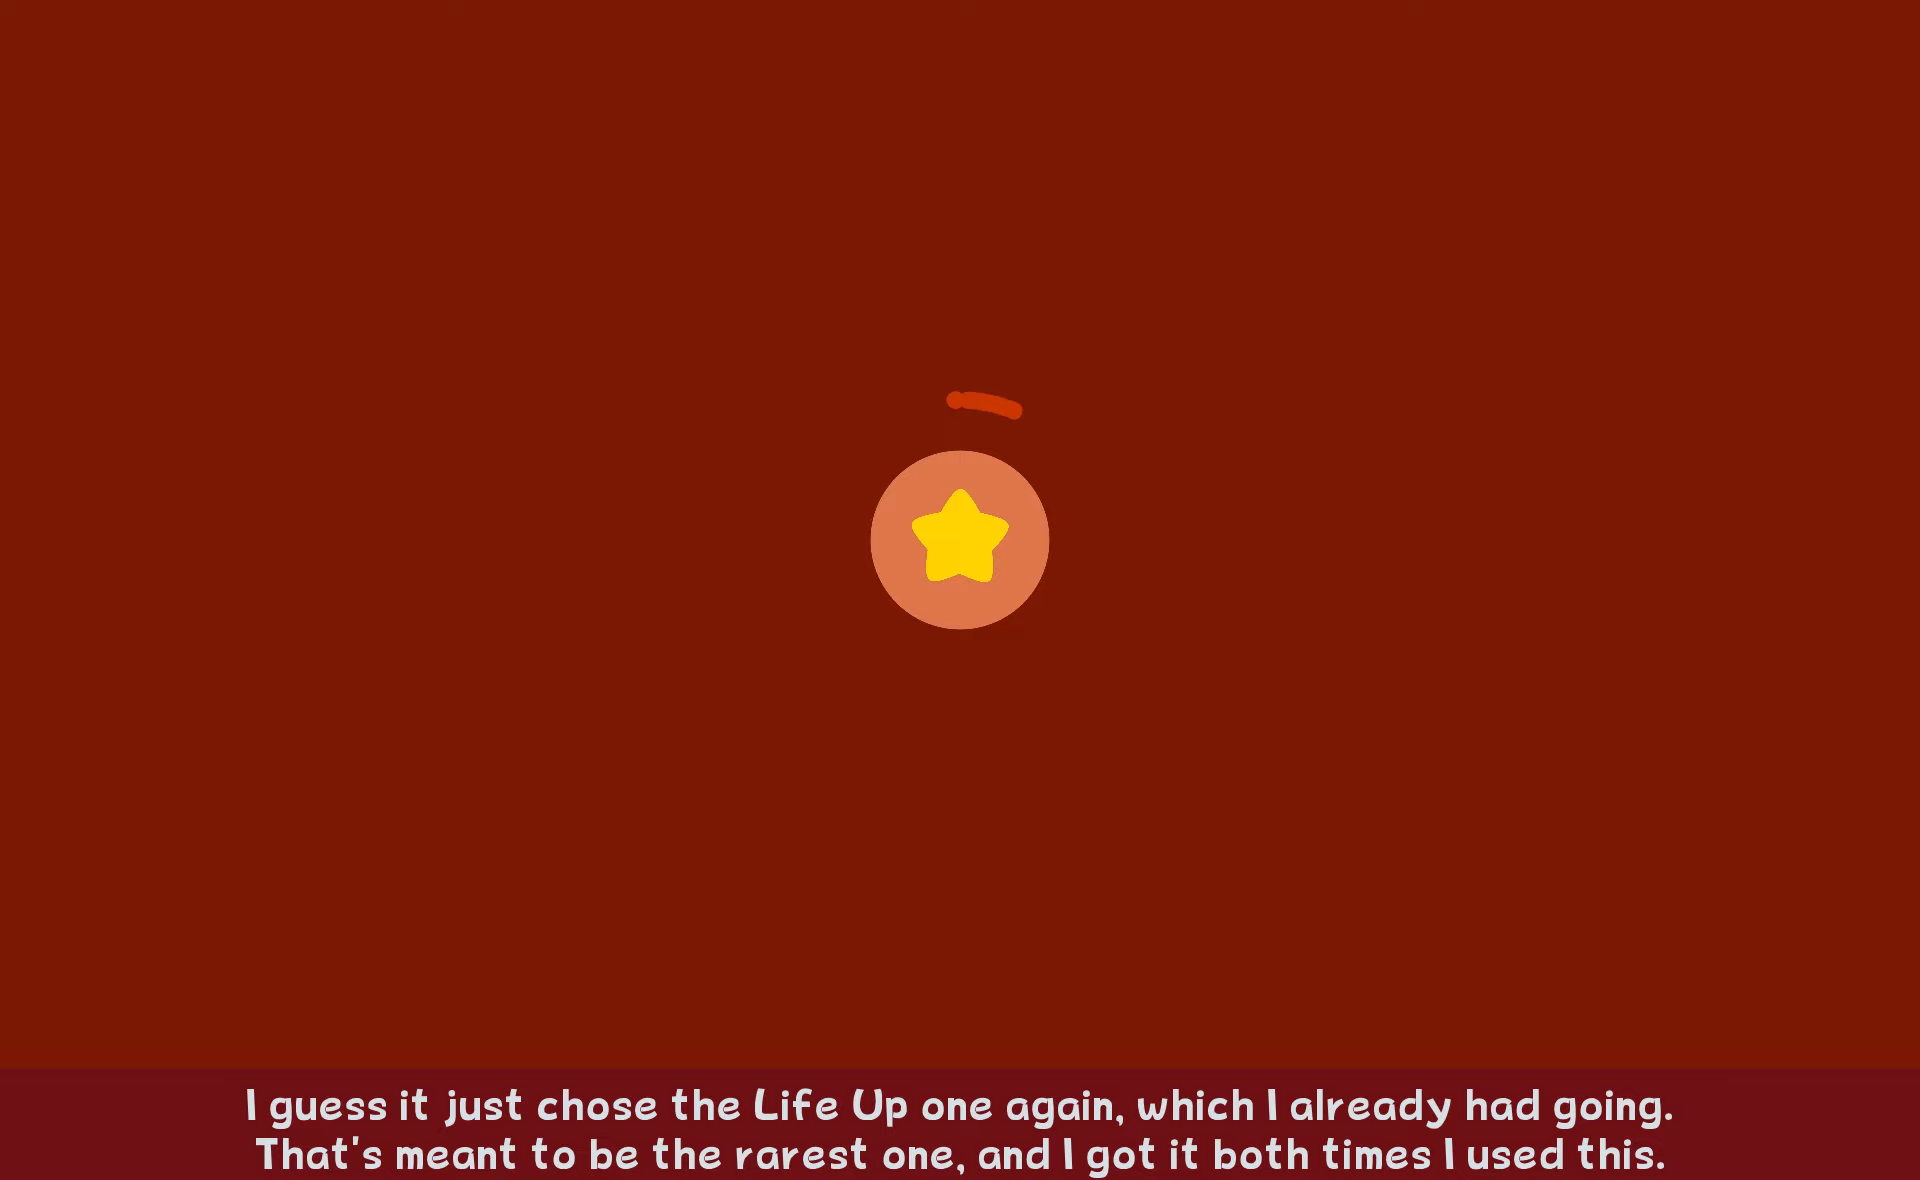 I guess it just chose the Life Up one again, which I already had going.
That's meant to be the rarest one, and I got it both times I used this.